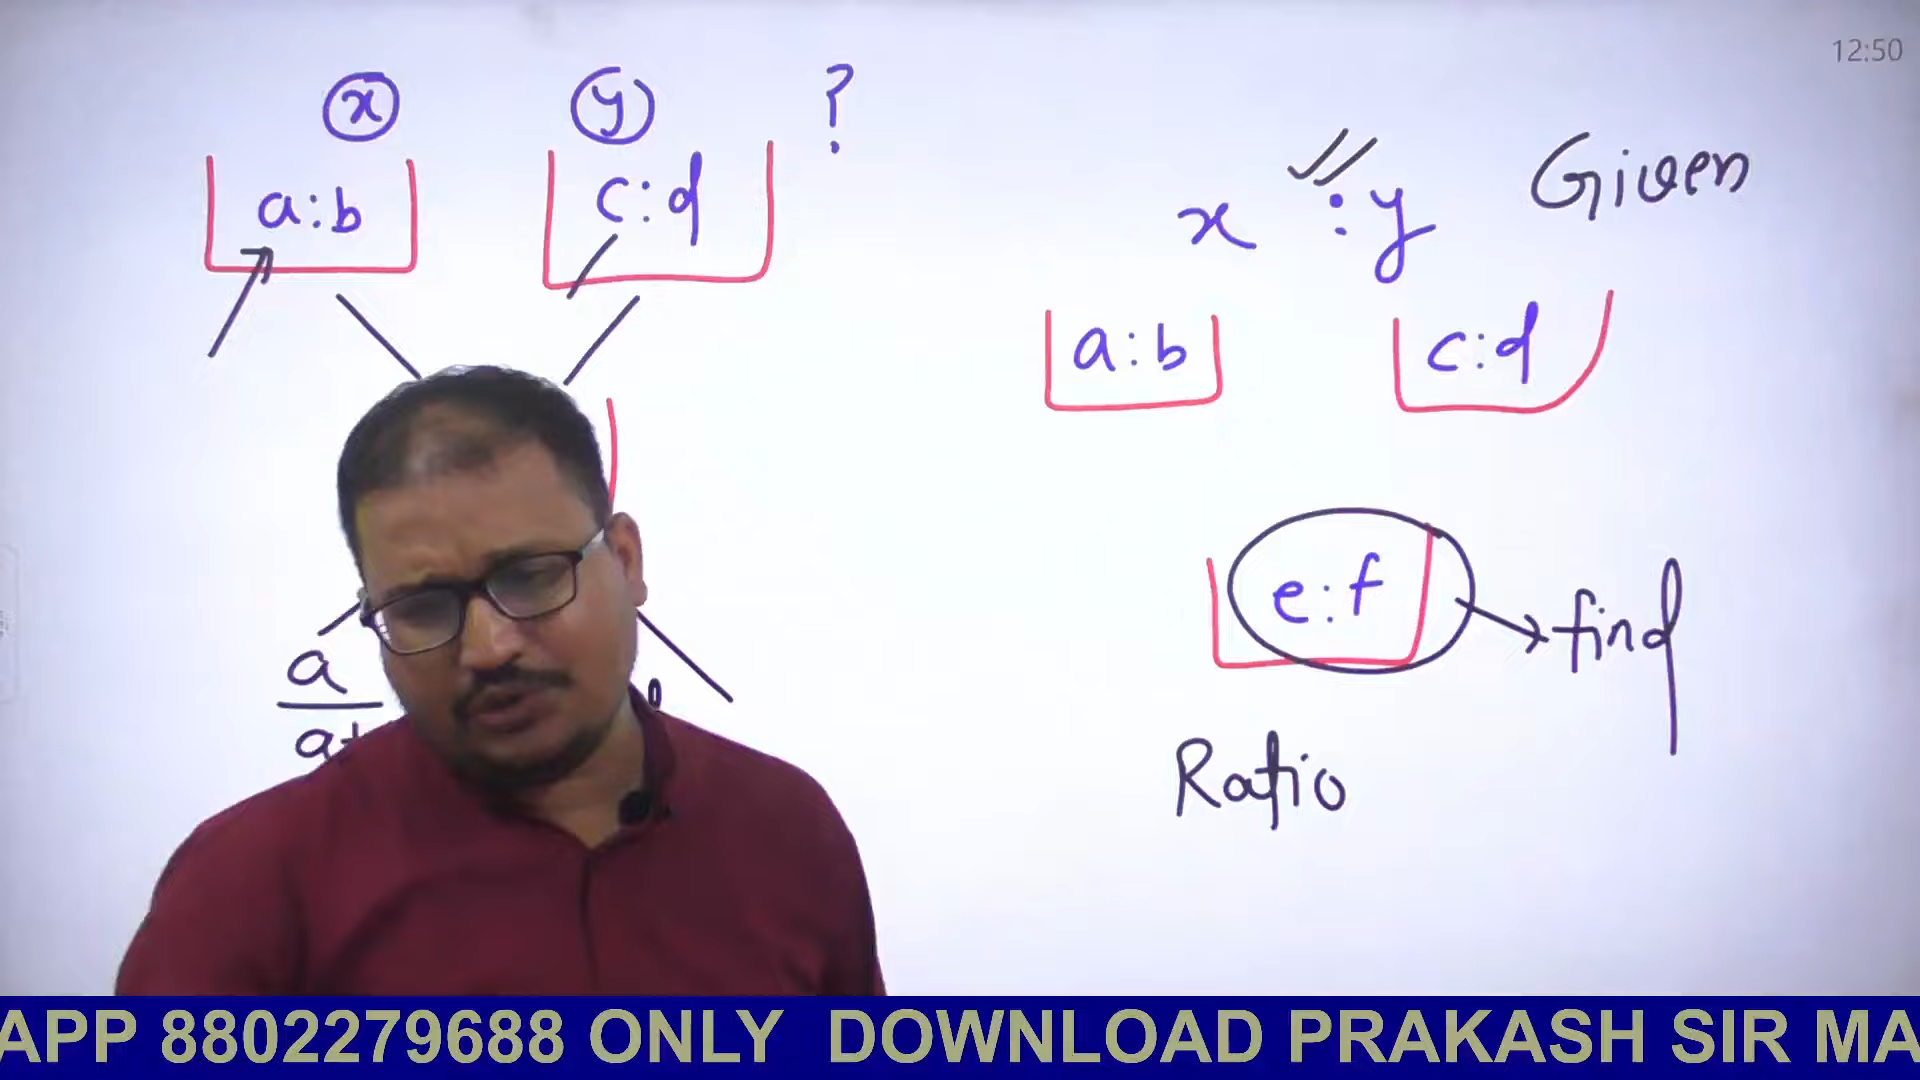 12:50
x y ?
a:b c:d
a
a+
x : y Given
a:b c:d
e:f → find
Ratio
APP 8802279688 ONLY DOWNLOAD PRAKASH SIR MA